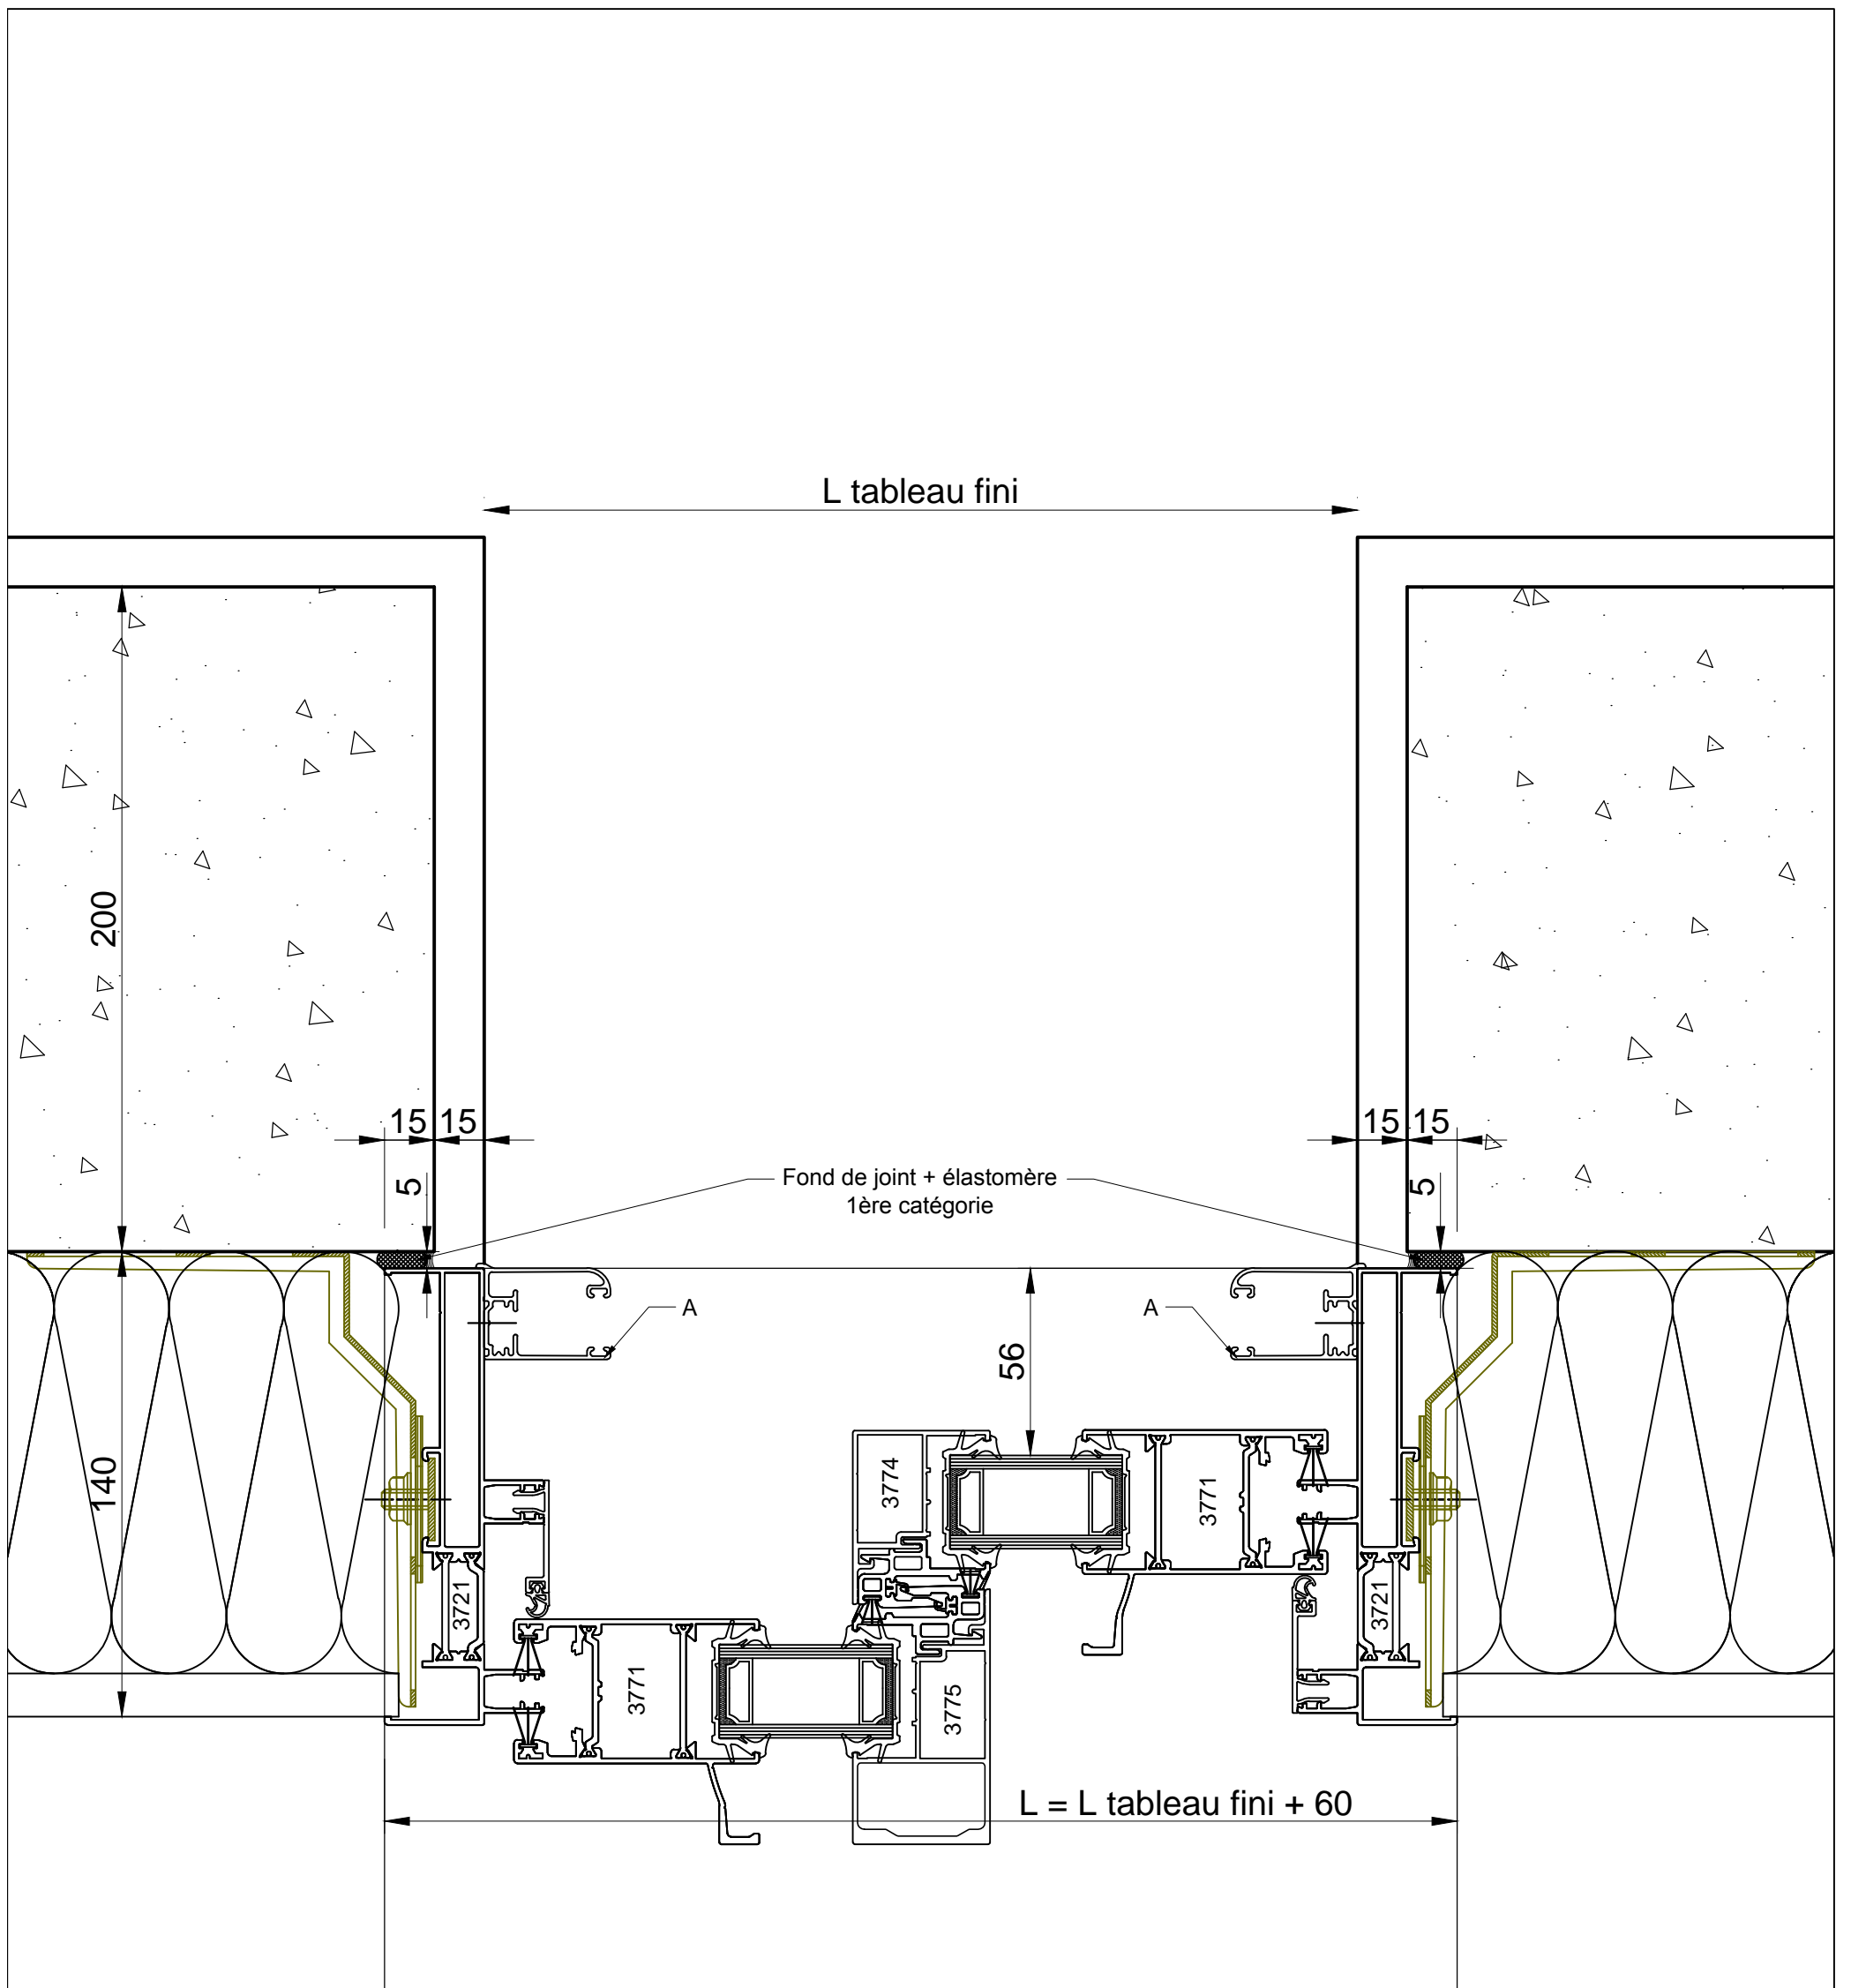 L tableau fini
200
15 15
15 15
5
Fond de joint + élastomère
1ère catégorie
5
A
A
56
140
3774
3771
3721
3721
3771
3775
L = L tableau fini + 60